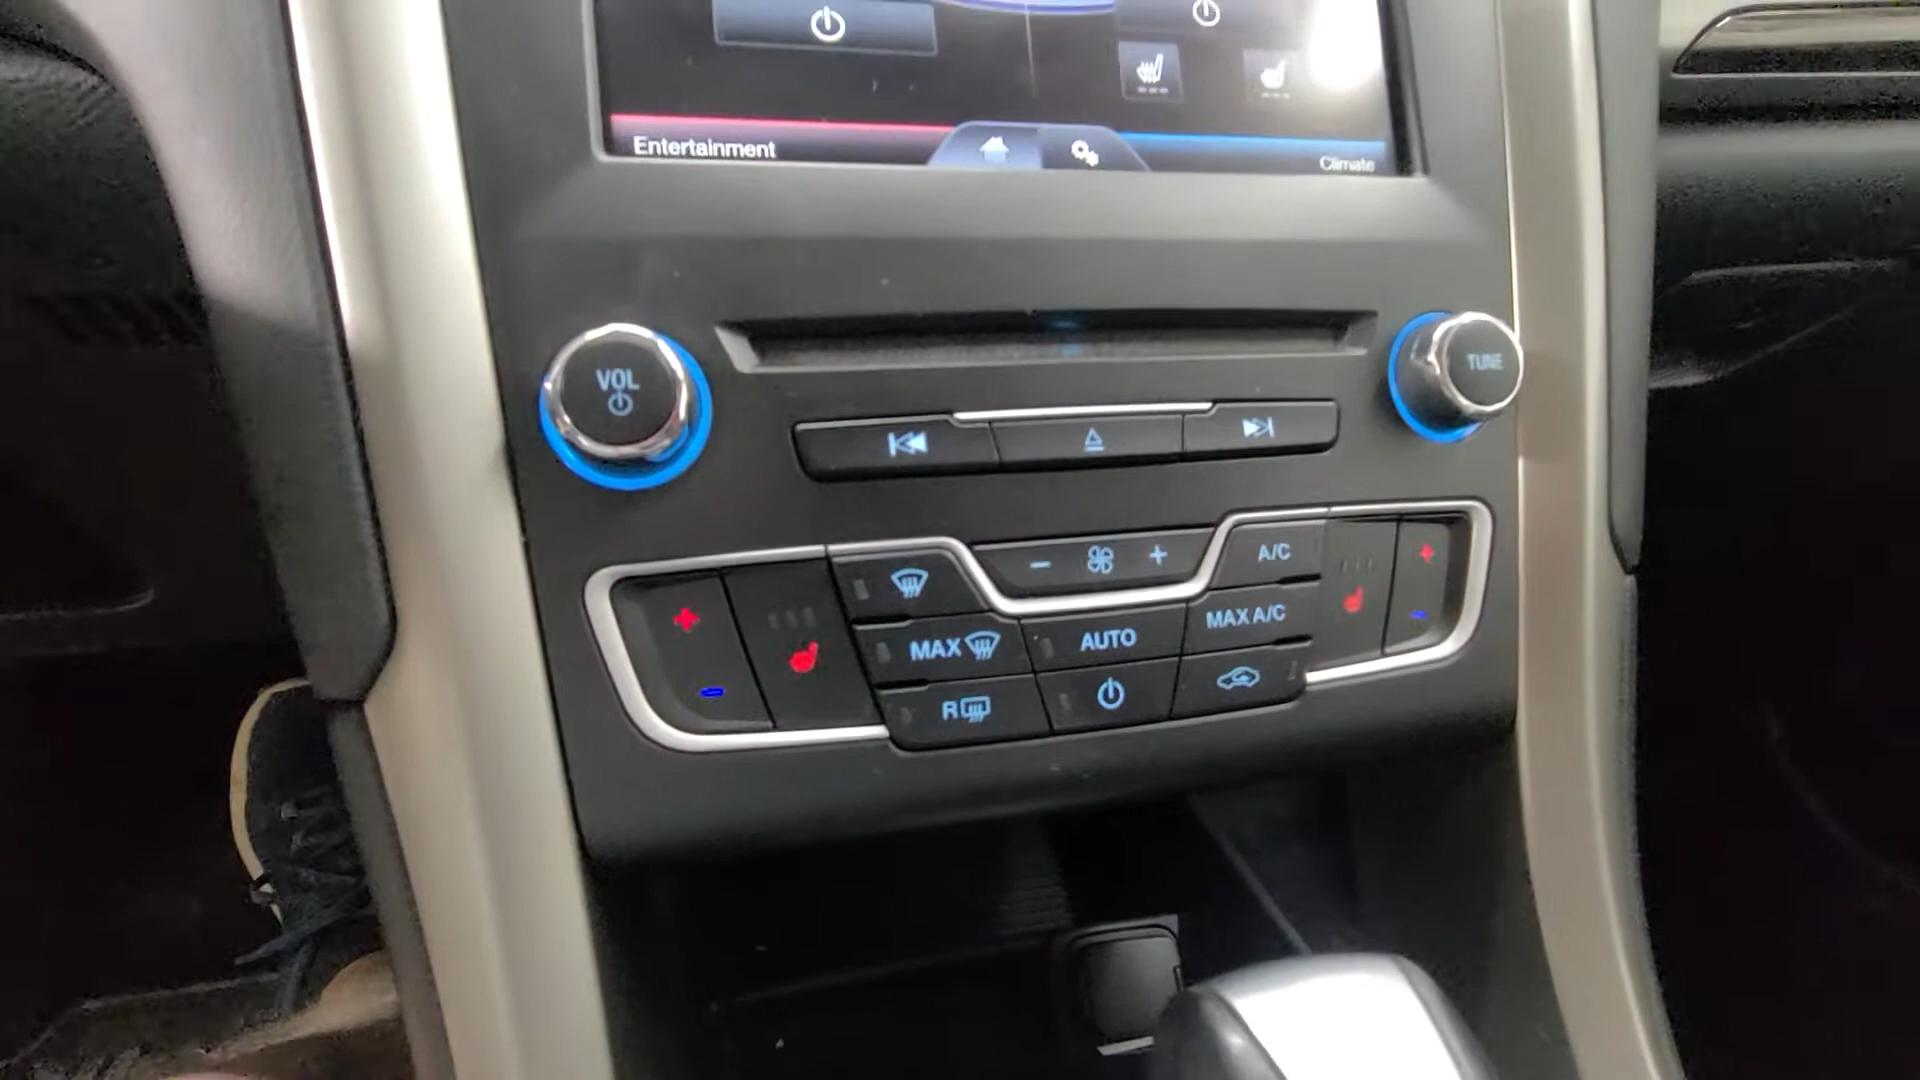 Entertainment
Climate
VOL
TUNE
A/C
MAX
AUTO
MAX A/C
R